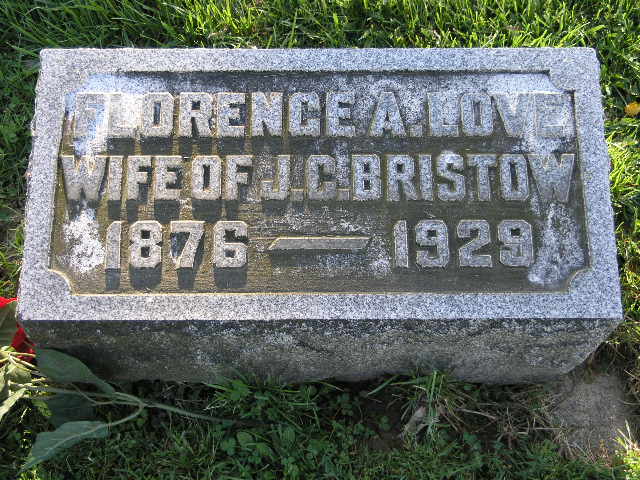 FLORENCE A. LOVE
WIFE OF J. C. BRISTOW
1876 — 1929